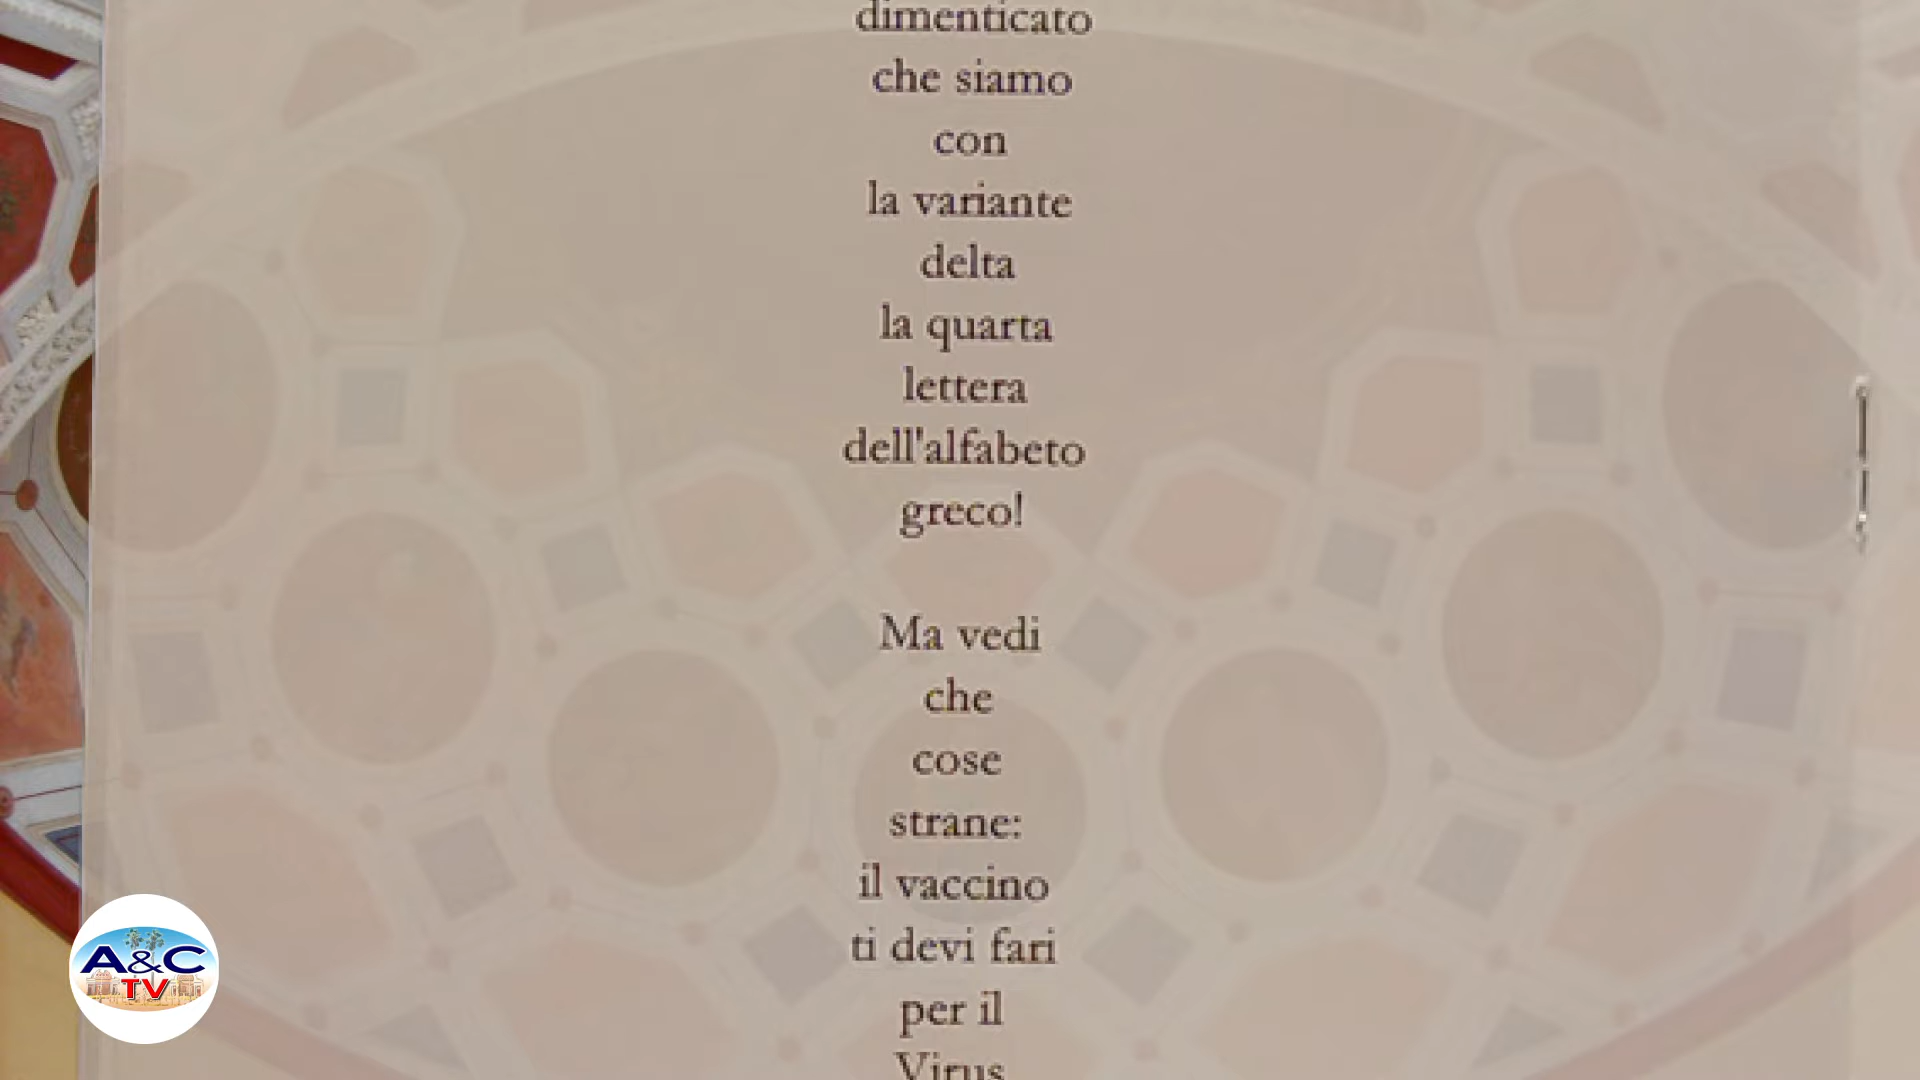 dimenticato
che siamo
con
la variante
delta
la quarta
lettera
dell'alfabeto
greco!
Ma vedi
che
cose
strane:
il vaccino
ti devi fari
per il
Virus
A&C
TV